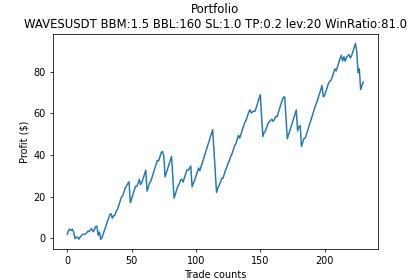 Portfolio
WAVESUSDT BBM:1.5 BBL:160 SL:1.0 TP:0.2 lev:20 WinRatio:81.0
80
60
40
20
0
Profit ($)
0 50 100 150 200
Trade counts